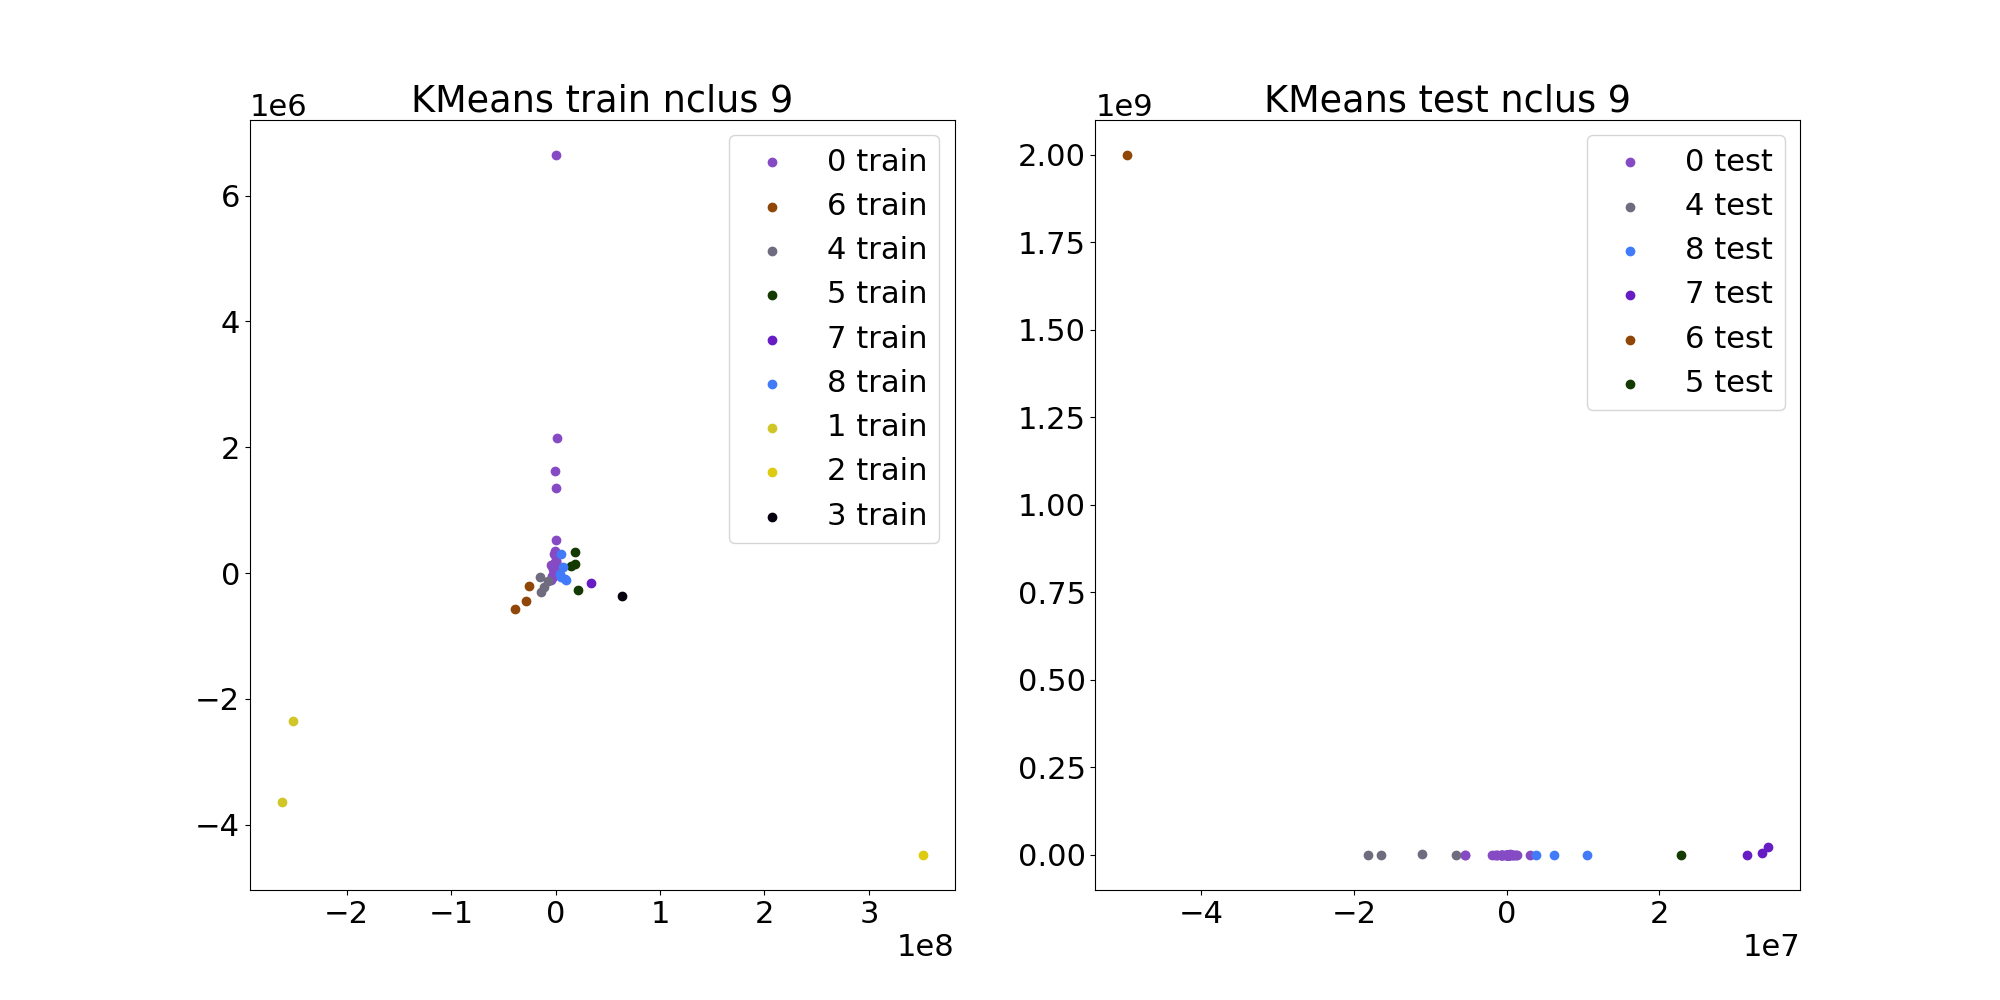 KMeans train nclus 9
1e6
6
4
2
0
−2
−4
−2
−1
0
1
2
3
1e8
0 train
6 train
4 train
5 train
7 train
8 train
1 train
2 train
3 train
KMeans test nclus 9
1e9
2.00
1.75
1.50
1.25
1.00
0.75
0.50
0.25
0.00
−4
−2
0
2
1e7
0 test
4 test
8 test
7 test
6 test
5 test